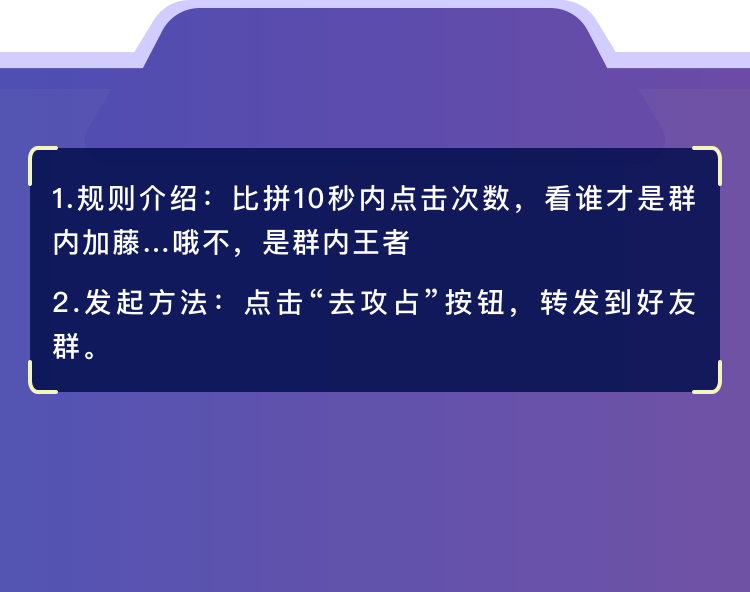 1.规则介绍：比拼10秒内点击次数，看谁才是群
内加藤...哦不，是群内王者
2.发起方法：点击“去攻占”按钮，转发到好友
群。